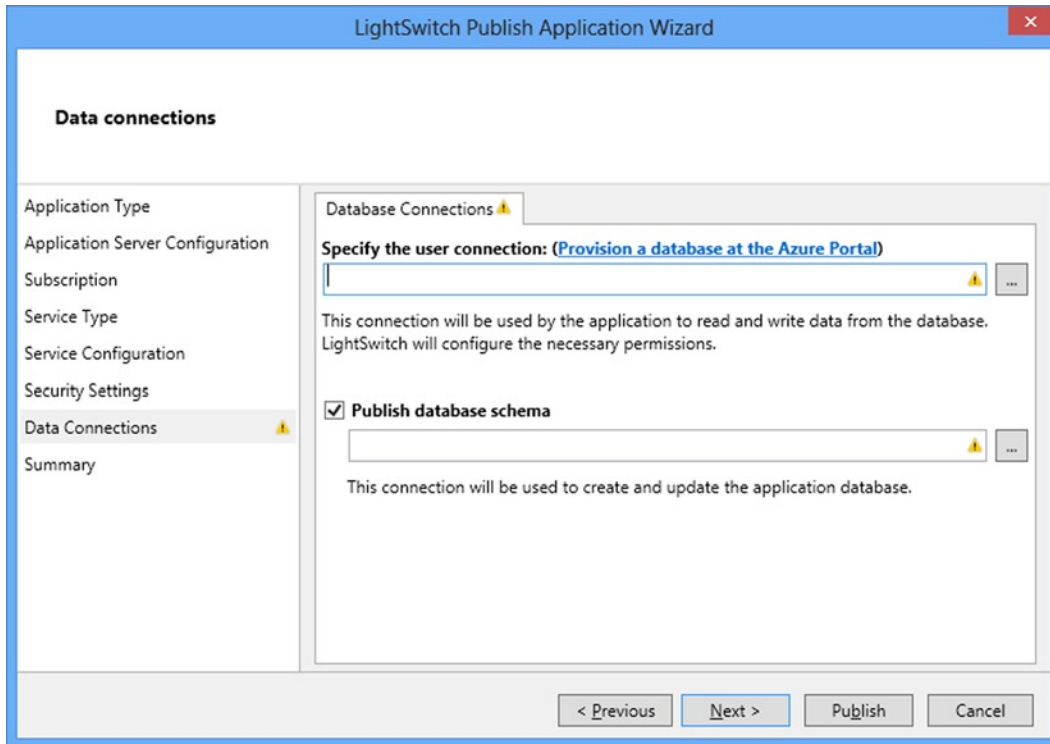 LightSwitch Publish Application Wizard
Data connections
Application Type
Application Server Configuration
Subscription
Service Type
Service Configuration
Security Settings
Data Connections
Summary
Database Connections
Specify the user connection: (Provision a database at the Azure Portal)
...
This connection will be used by the application to read and write data from the database.
LightSwitch will configure the necessary permissions.
Publish database schema
...
This connection will be used to create and update the application database.
< Previous
Next >
Publish
Cancel